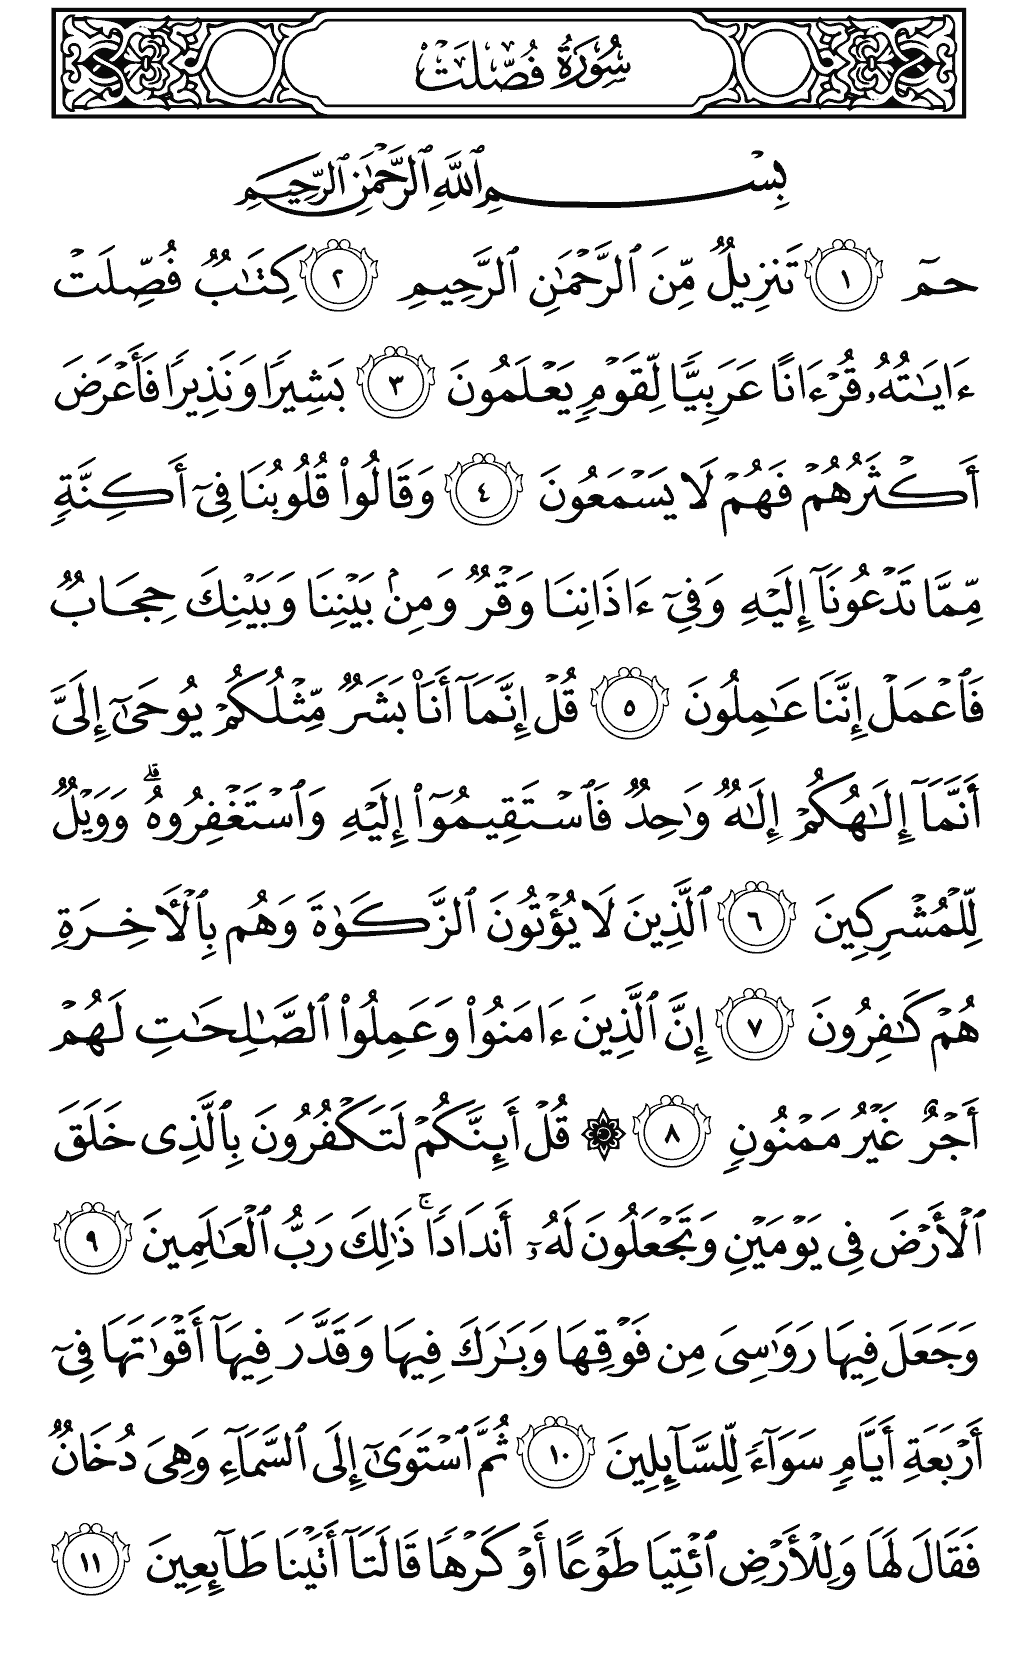 سُورَةُ فُصِّلَتْ
بِسْمِ ٱللَّهِ ٱلرَّحْمَٰنِ ٱلرَّحِيمِ
حمٓ ١ تَنزِيلٌ مِّنَ ٱلرَّحْمَٰنِ ٱلرَّحِيمِ ٢ كِتَٰبٌ فُصِّلَتْ
ءَايَٰتُهُۥ قُرْءَانًا عَرَبِيًّا لِّقَوْمٍ يَعْلَمُونَ ٣ بَشِيرًا وَنَذِيرًا فَأَعْرَضَ
أَكْثَرُهُمْ فَهُمْ لَا يَسْمَعُونَ ٤ وَقَالُوا۟ قُلُوبُنَا فِىٓ أَكِنَّةٍ
مِّمَّا تَدْعُونَآ إِلَيْهِ وَفِىٓ ءَاذَانِنَا وَقْرٌ وَمِنۢ بَيْنِنَا وَبَيْنِكَ حِجَابٌ
فَٱعْمَلْ إِنَّنَا عَٰمِلُونَ ٥ قُلْ إِنَّمَآ أَنَا۠ بَشَرٌ مِّثْلُكُمْ يُوحَىٰٓ إِلَىَّ
أَنَّمَآ إِلَٰهُكُمْ إِلَٰهٌ وَٰحِدٌ فَٱسْتَقِيمُوٓا۟ إِلَيْهِ وَٱسْتَغْفِرُوهُ ۗ وَوَيْلٌ
لِّلْمُشْرِكِينَ ٦ ٱلَّذِينَ لَا يُؤْتُونَ ٱلزَّكَوٰةَ وَهُم بِٱلْأَخِرَةِ
هُمْ كَٰفِرُونَ ٧ إِنَّ ٱلَّذِينَ ءَامَنُوا۟ وَعَمِلُوا۟ ٱلصَّٰلِحَٰتِ لَهُمْ
أَجْرٌ غَيْرُ مَمْنُونٍ ٨ ۞ قُلْ أَئِنَّكُمْ لَتَكْفُرُونَ بِٱلَّذِى خَلَقَ
ٱلْأَرْضَ فِى يَوْمَيْنِ وَتَجْعَلُونَ لَهُۥٓ أَندَادًا ۚ ذَٰلِكَ رَبُّ ٱلْعَٰلَمِينَ ٩
وَجَعَلَ فِيهَا رَوَٰسِىَ مِن فَوْقِهَا وَبَٰرَكَ فِيهَا وَقَدَّرَ فِيهَآ أَقْوَٰتَهَا فِىٓ
أَرْبَعَةِ أَيَّامٍ سَوَآءً لِّلسَّآئِلِينَ ١٠ ثُمَّ ٱسْتَوَىٰٓ إِلَى ٱلسَّمَآءِ وَهِىَ دُخَانٌ
فَقَالَ لَهَا وَلِلْأَرْضِ ٱئْتِيَا طَوْعًا أَوْ كَرْهًا قَالَتَآ أَتَيْنَا طَآئِعِينَ ١١